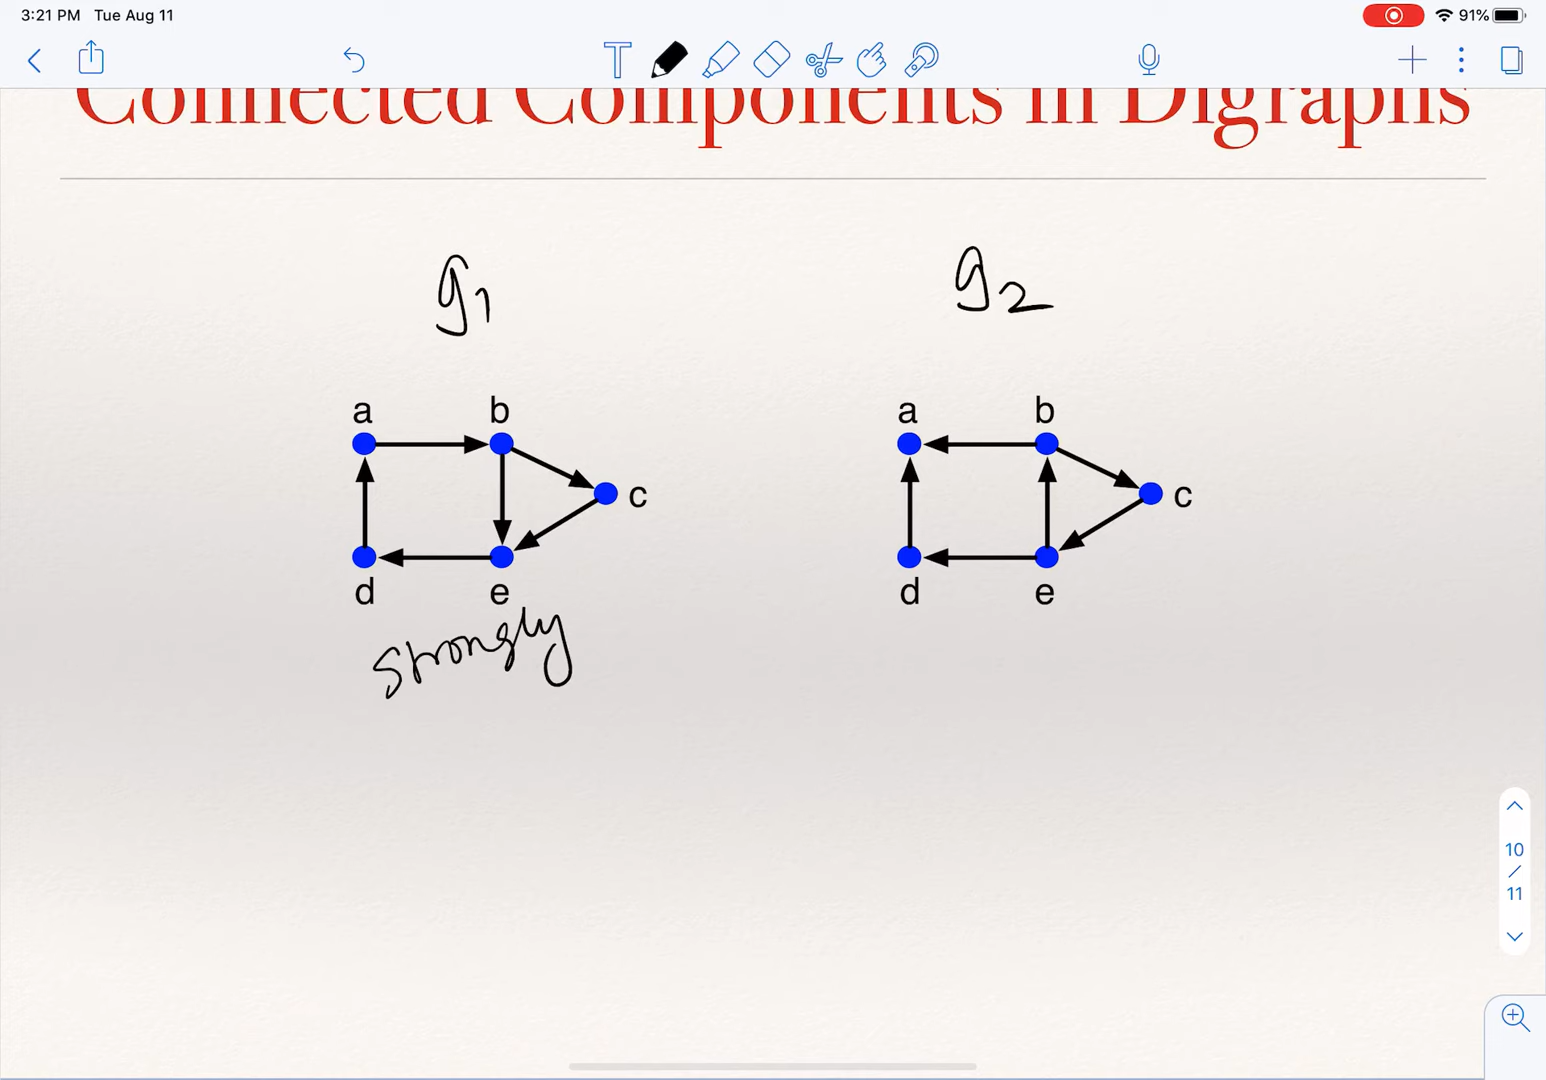 3:21 PM Tue Aug 11 91%
Connected Components in Digraphs
g1 g2
a b a b
c c
d e d e
strongly
10
/
11